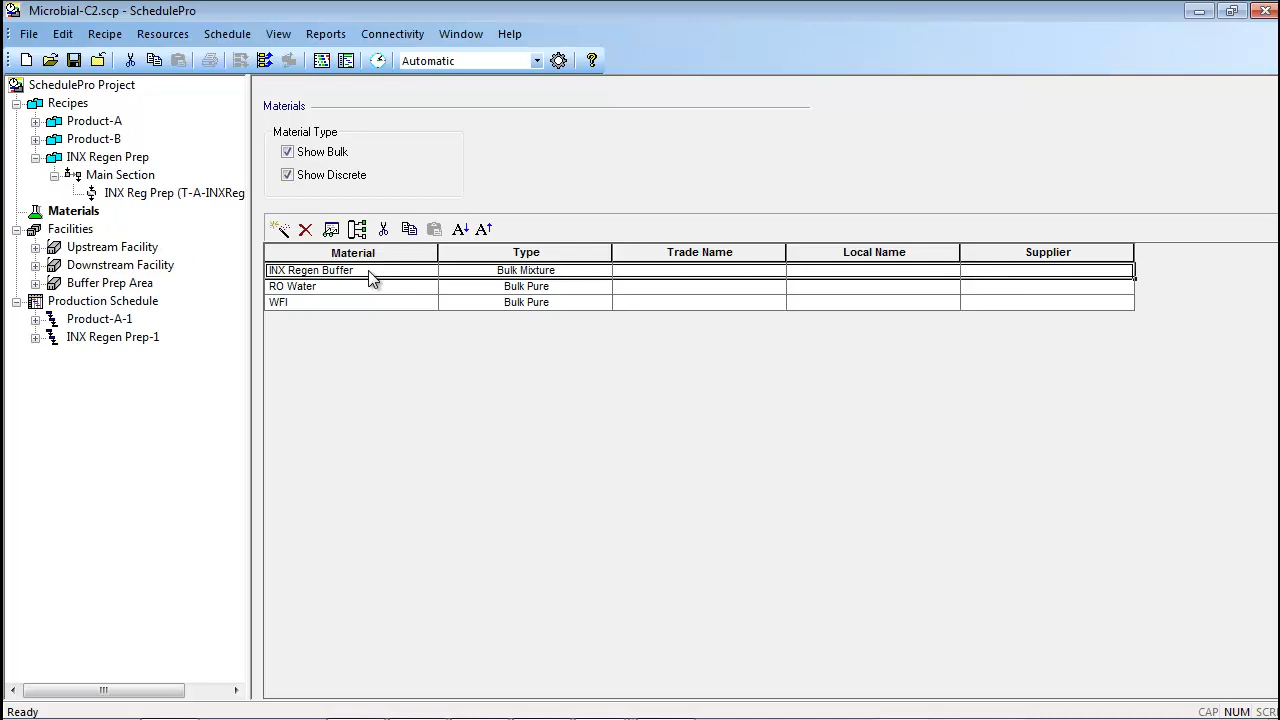 Microbial-C2.scp - SchedulePro
File Edit Recipe Resources Schedule View Reports Connectivity Window Help
Automatic
SchedulePro Project
Recipes
Product-A
Product-B
INX Regen Prep
Main Section
INX Reg Prep (T-A-INXReg
Materials
Facilities
Upstream Facility
Downstream Facility
Buffer Prep Area
Production Schedule
Product-A-1
INX Regen Prep-1
Materials
Material Type
Show Bulk
Show Discrete
Material Type Trade Name Local Name Supplier
INX Regen Buffer Bulk Mixture
RO Water Bulk Pure
WFI Bulk Pure
Ready
CAP NUM SCR